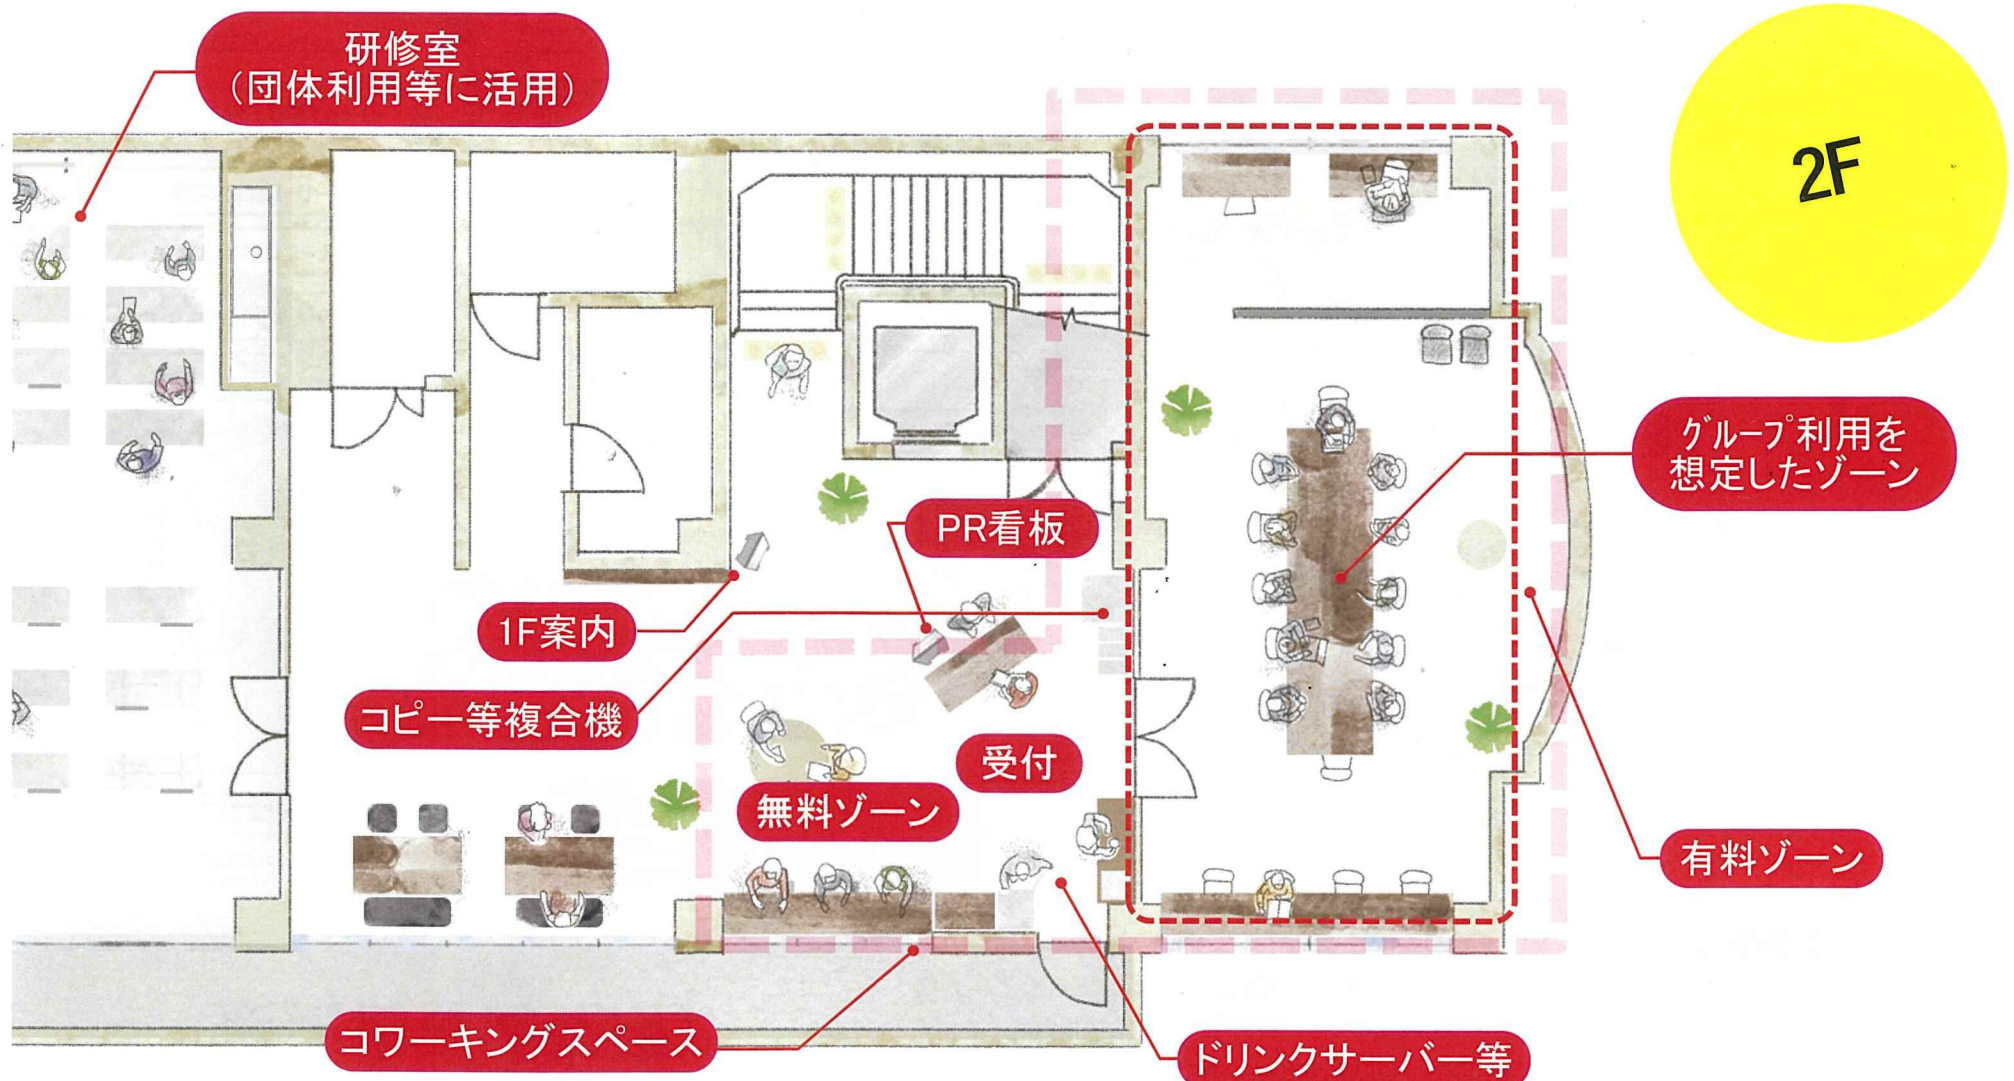 研修室
（団体利用等に活用）
2F
グループ利用を
想定したゾーン
PR看板
1F案内
コピー等複合機
受付
無料ゾーン
有料ゾーン
コワーキングスペース
ドリンクサーバー等